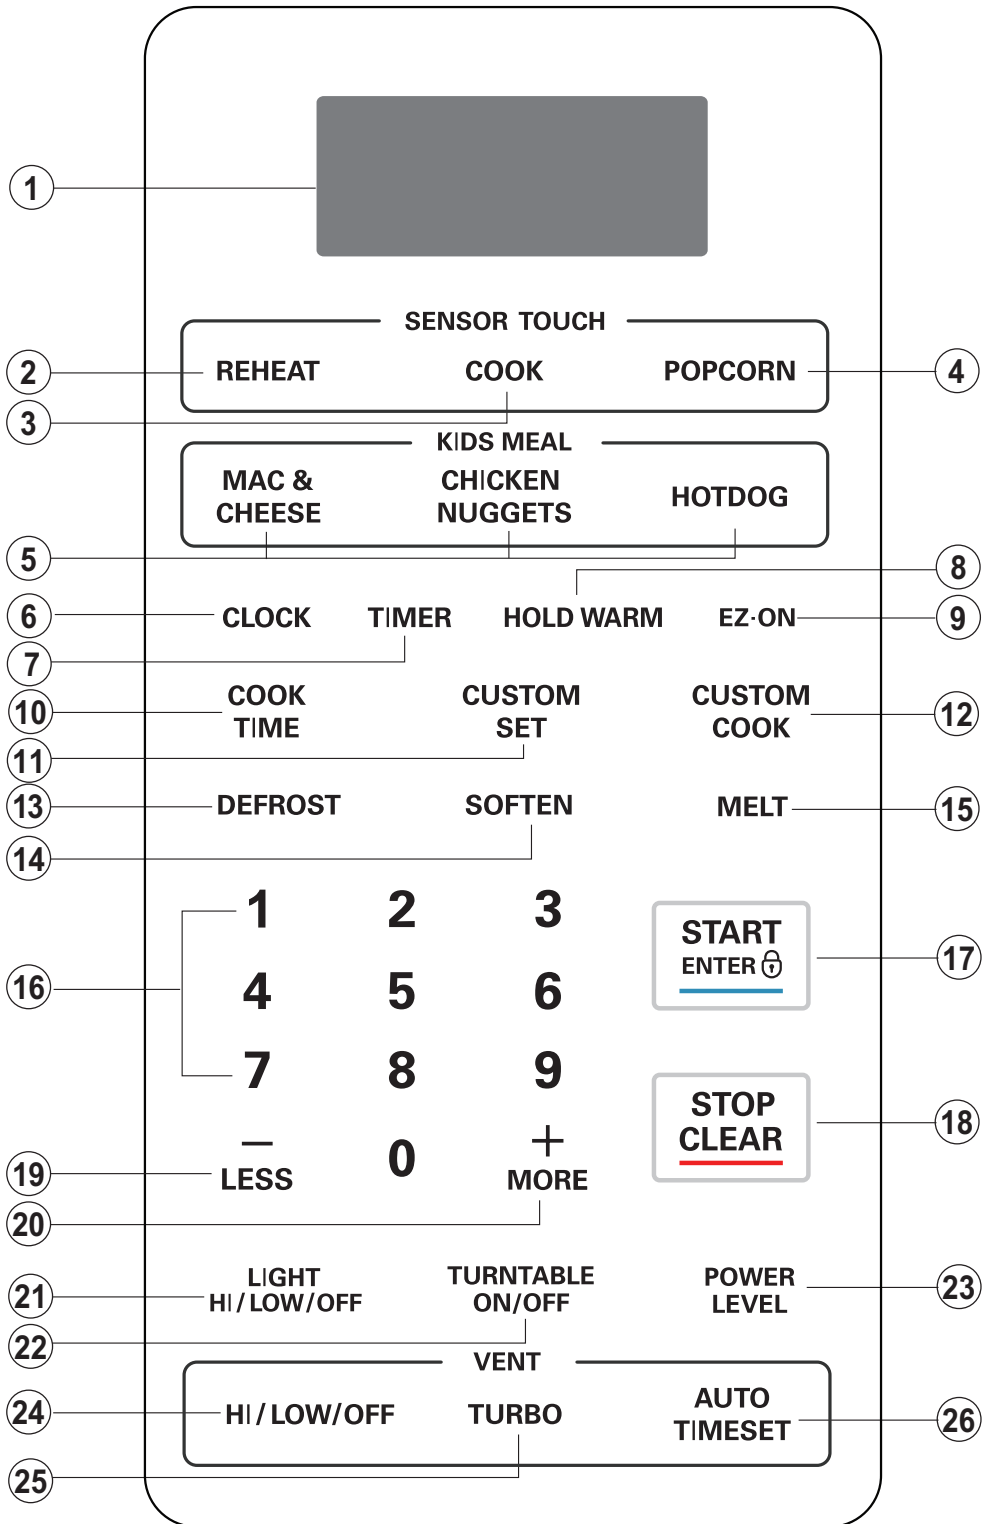 1
SENSOR TOUCH
2 REHEAT COOK POPCORN 4
3
KIDS MEAL
MAC & CHICKEN HOTDOG
CHEESE NUGGETS
5
8
6 CLOCK TIMER HOLD WARM EZ·ON 9
7
10 COOK CUSTOM CUSTOM 12
TIME SET COOK
11
13 DEFROST SOFTEN MELT 15
14
1 2 3
START
ENTER 17
16 4 5 6
7 8 9
STOP
CLEAR 18
− 0 +
19 LESS MORE
20
21 LIGHT TURNTABLE POWER 23
HI/LOW/OFF ON/OFF LEVEL
22
VENT
24 HI/LOW/OFF TURBO AUTO 26
TIMESET
25